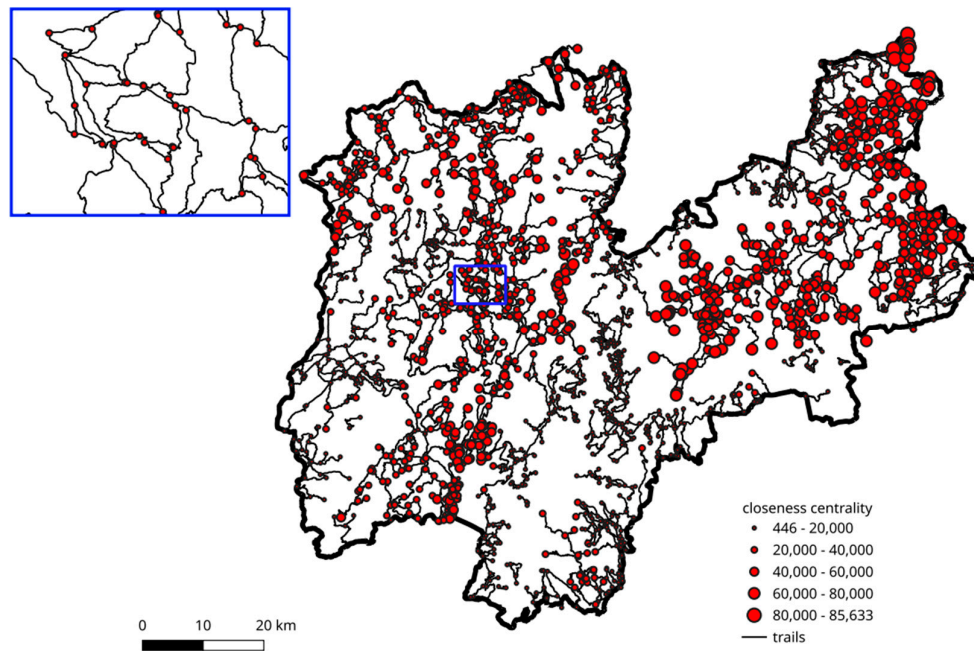 closeness centrality
446 - 20,000
20,000 - 40,000
40,000 - 60,000
60,000 - 80,000
80,000 - 85,633
trails
0 10 20 km